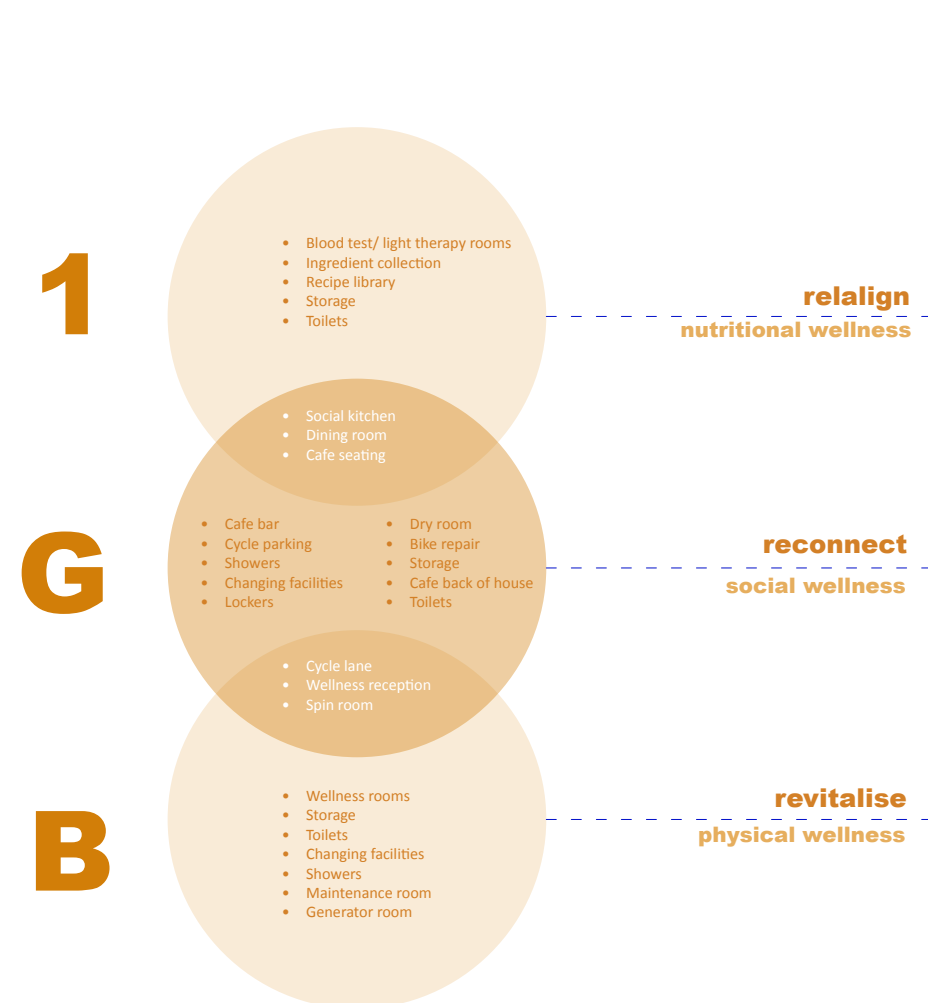 1
• Blood test/ light therapy rooms
• Ingredient collection
• Recipe library
• Storage
• Toilets
relalign
nutritional wellness
• Social kitchen
• Dining room
• Cafe seating
G
• Cafe bar
• Cycle parking
• Showers
• Changing facilities
• Lockers
• Dry room
• Bike repair
• Storage
• Cafe back of house
• Toilets
reconnect
social wellness
• Cycle lane
• Wellness reception
• Spin room
B
• Wellness rooms
• Storage
• Toilets
• Changing facilities
• Showers
• Maintenance room
• Generator room
revitalise
physical wellness